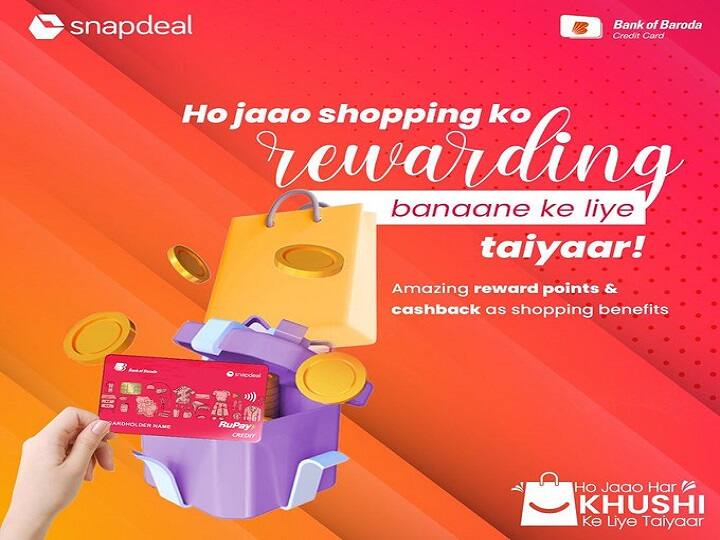 snapdeal
Bank of Baroda
Credit Card
Ho jaao shopping ko
rewarding
banaane ke liye
taiyaar!
Amazing reward points &
cashback as shopping benefits
Bank of Baroda
snapdeal
CARDHOLDER NAME
RuPay
CREDIT
Ho Jaao Har
KHUSHI
Ke Liye Taiyaar